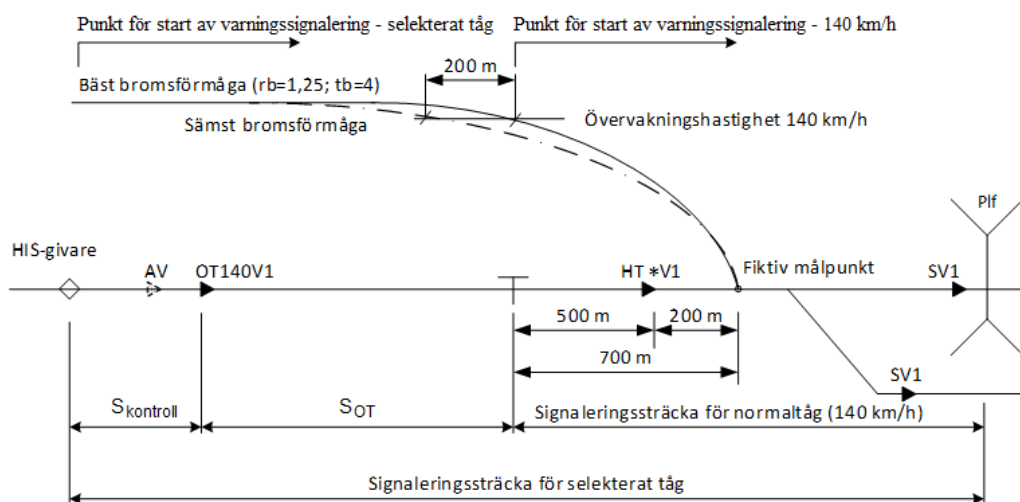 Punkt för start av varningssignalering - selekterat tåg
Punkt för start av varningssignalering - 140 km/h
200 m
Bäst bromsförmåga (rb=1,25; tb=4)
Sämst bromsförmåga
Övervakningshastighet 140 km/h
Plf
HIS-givare
AV
OT140V1
HT *V1
Fiktiv målpunkt
SV1
500 m
200 m
700 m
SV1
Skontroll
SOT
Signaleringssträcka för normaltåg (140 km/h)
Signaleringssträcka för selekterat tåg